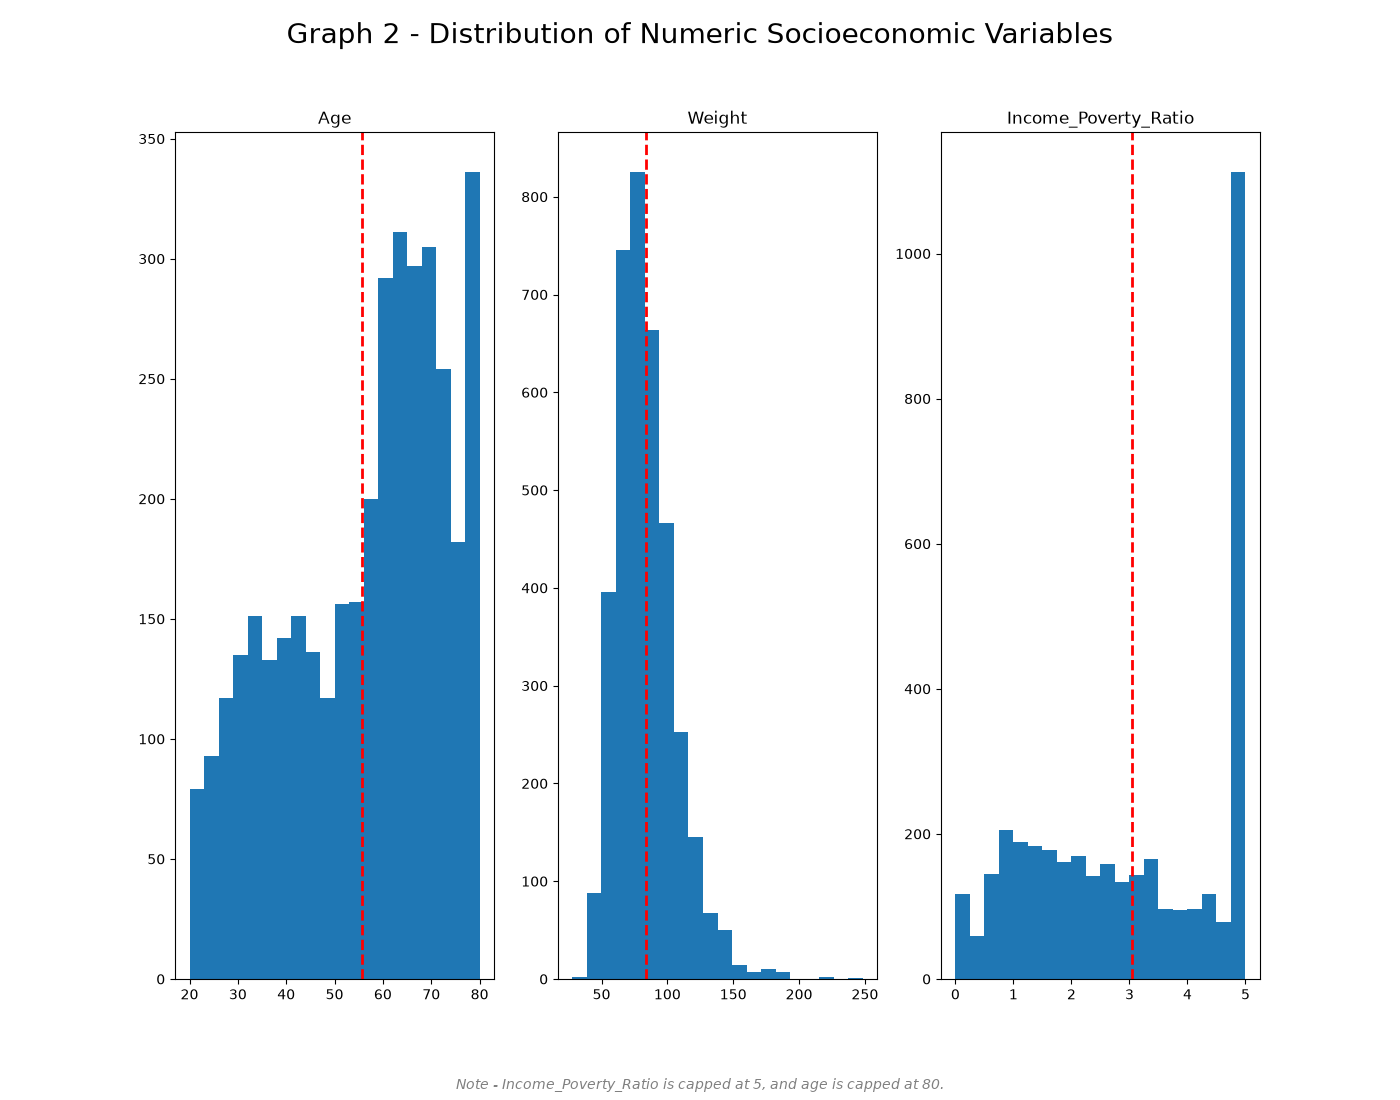 Graph 2 - Distribution of Numeric Socioeconomic Variables
Age
350
300
250
200
150
100
50
0
20 30 40 50 60 70 80
Weight
800
700
600
500
400
300
200
100
0
50 100 150 200 250
Income_Poverty_Ratio
1000
800
600
400
200
0
0 1 2 3 4 5
Note - Income_Poverty_Ratio is capped at 5, and age is capped at 80.